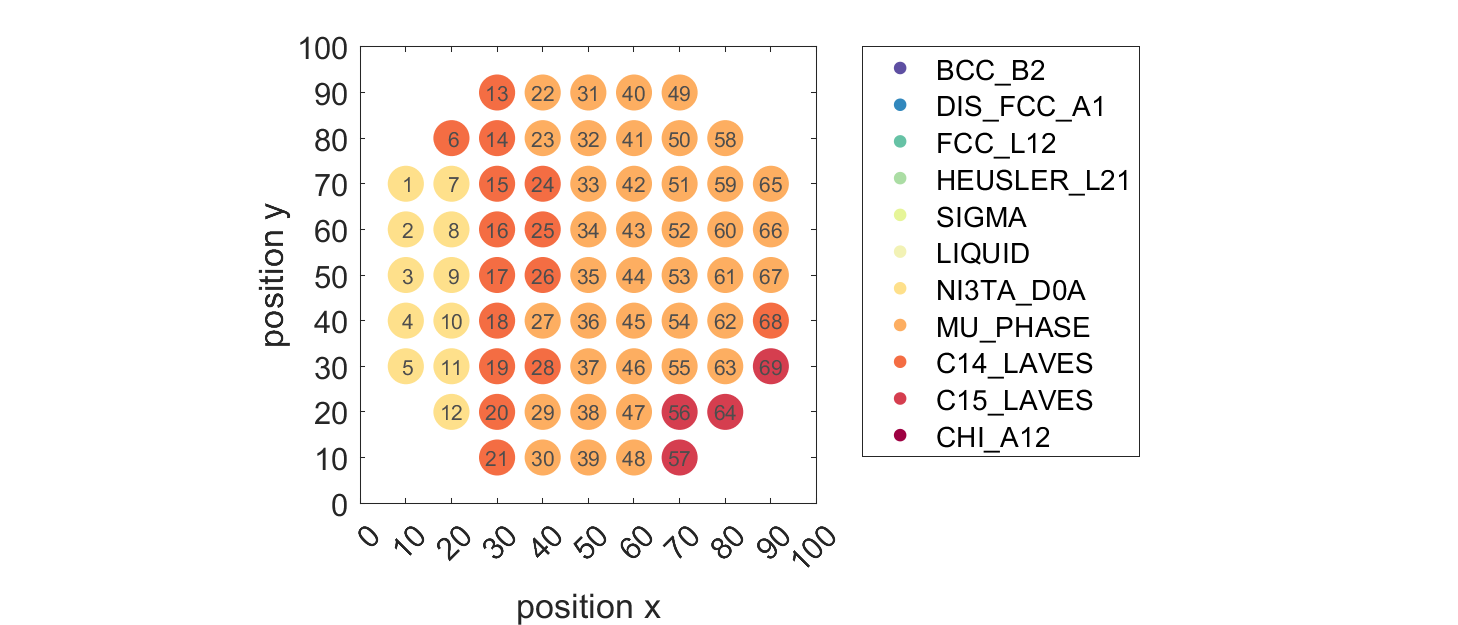 100
90
80
70
60
50
40
30
20
10
0
position y
13 22 31 40 49
6 14 23 32 41 50 58
1 7 15 24 33 42 51 59 65
2 8 16 25 34 43 52 60 66
3 9 17 26 35 44 53 61 67
4 10 18 27 36 45 54 62 68
5 11 19 28 37 46 55 63 69
12 20 29 38 47 56 64
21 30 39 48 57
0 10 20 30 40 50 60 70 80 90 100
position x
BCC_B2
DIS_FCC_A1
FCC_L12
HEUSLER_L21
SIGMA
LIQUID
NI3TA_D0A
MU_PHASE
C14_LAVES
C15_LAVES
CHI_A12